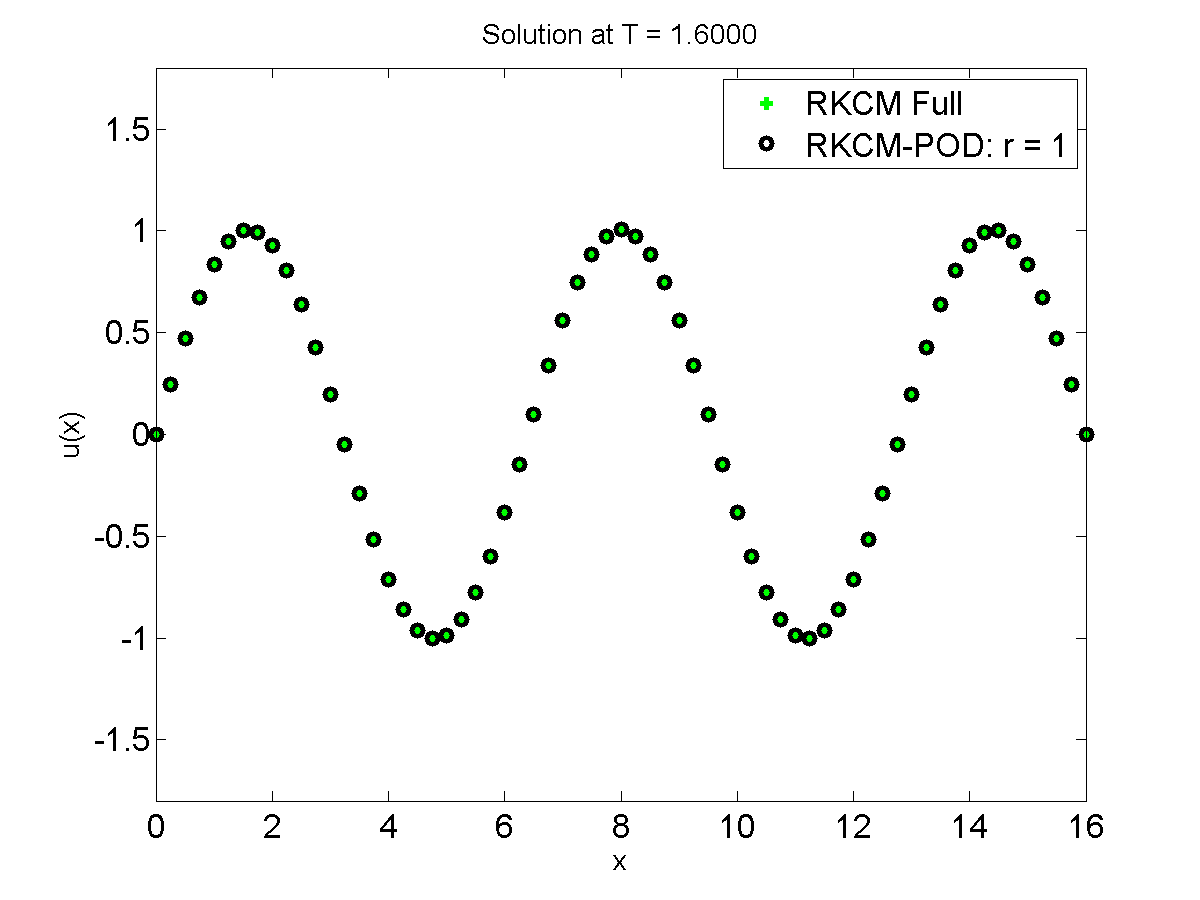 Solution at T = 1.6000
RKCM Full
RKCM-POD: r = 1
1.5
1
0.5
0
-0.5
-1
-1.5
u(x)
0 2 4 6 8 10 12 14 16
x